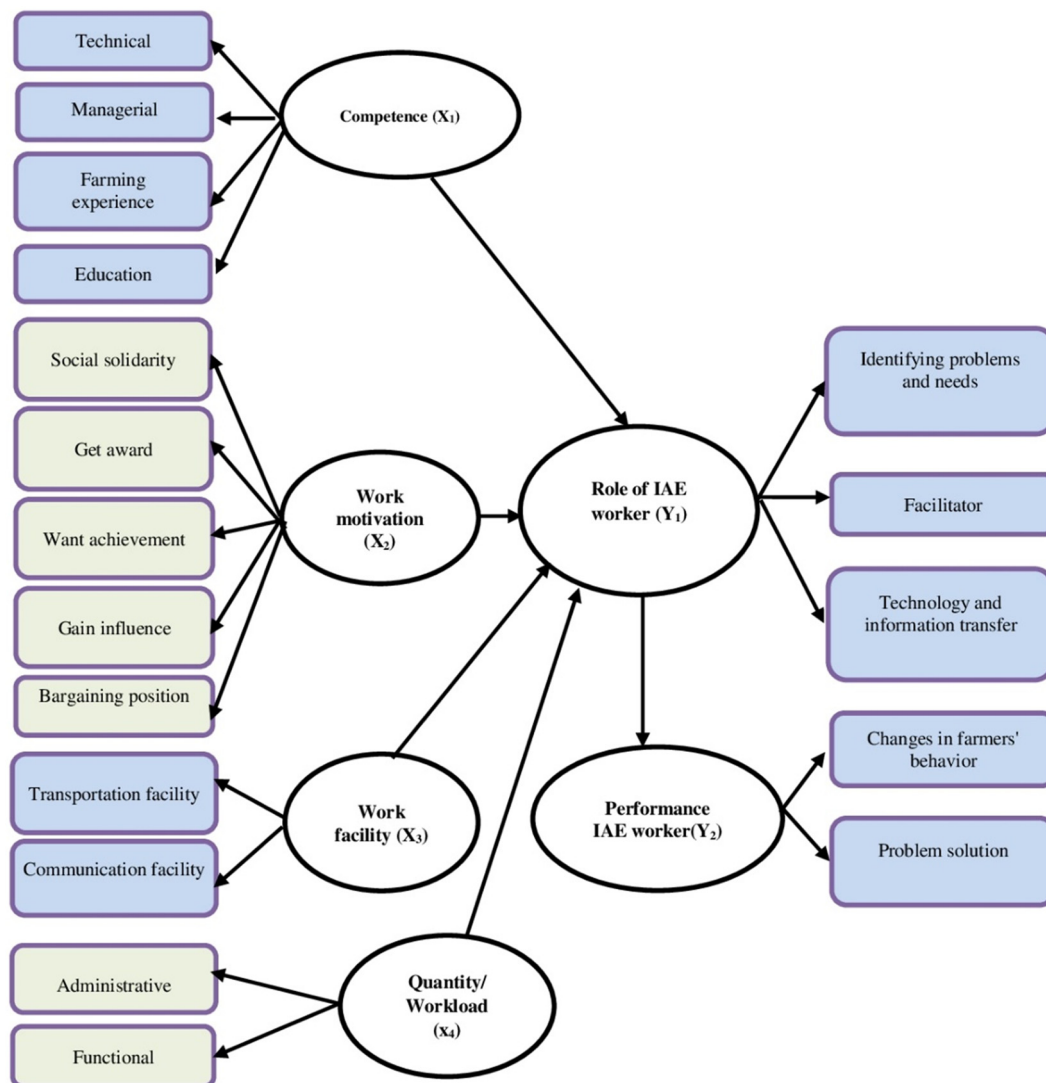 Technical
Managerial
Farming
experience
Education
Social solidarity
Get award
Want achievement
Gain influence
Bargaining position
Transportation facility
Communication facility
Administrative
Functional
Competence (X₁)
Work
motivation
(X₂)
Work
facility (X₃)
Quantity/
Workload
(x₄)
Role of IAE
worker (Y₁)
Performance
IAE worker(Y₂)
Identifying problems
and needs
Facilitator
Technology and
information transfer
Changes in farmers'
behavior
Problem solution